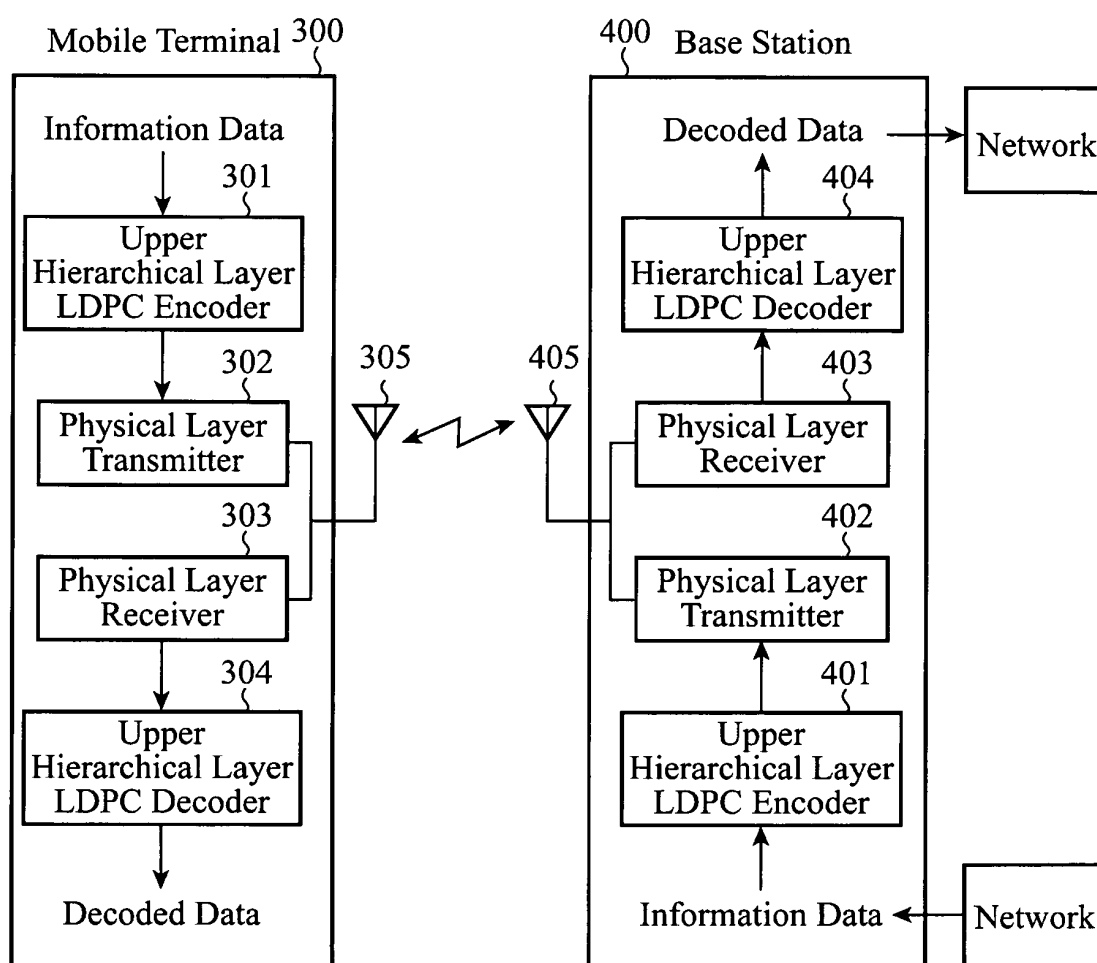 Mobile Terminal
300
Information Data
301
Upper
Hierarchical Layer
LDPC Encoder
302
Physical Layer
Transmitter
303
Physical Layer
Receiver
304
Upper
Hierarchical Layer
LDPC Decoder
Decoded Data
305
405
400
Base Station
Decoded Data
Network
404
Upper
Hierarchical Layer
LDPC Decoder
403
Physical Layer
Receiver
402
Physical Layer
Transmitter
401
Upper
Hierarchical Layer
LDPC Encoder
Information Data
Network